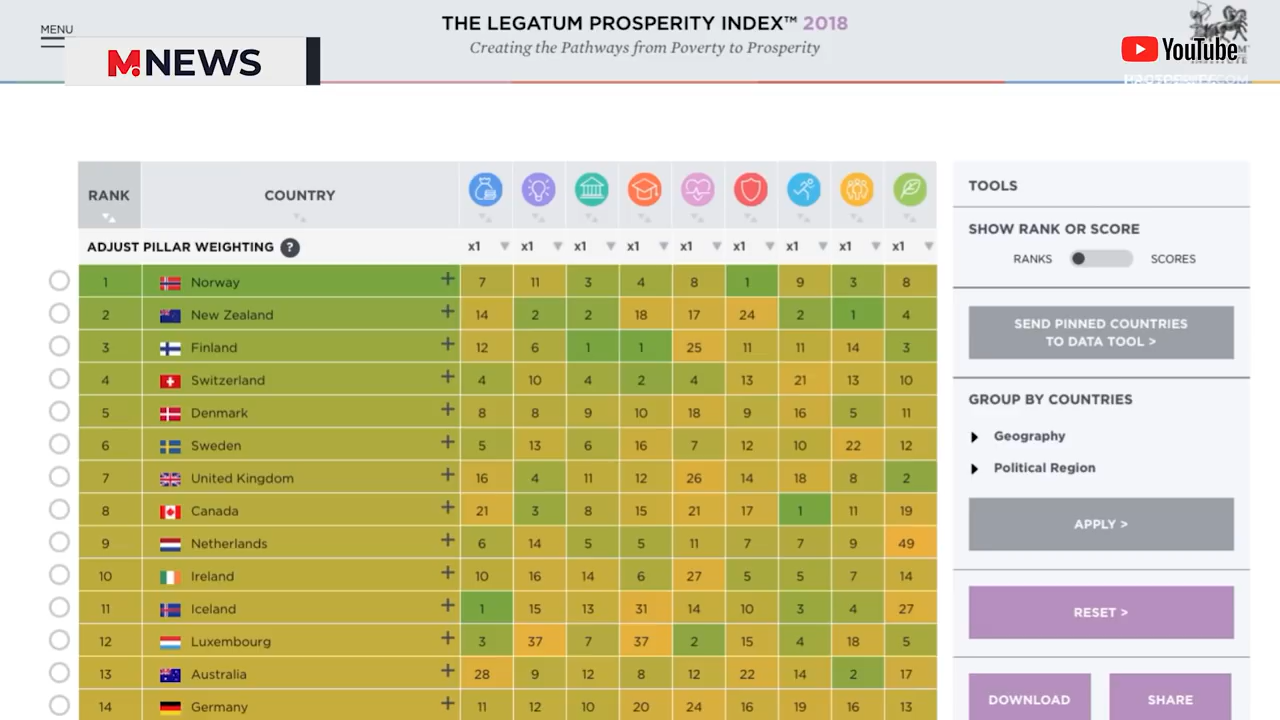 MENU
THE LEGATUM PROSPERITY INDEX™ 2018
Creating the Pathways from Poverty to Prosperity
M.NEWS
YouTube
RANK COUNTRY
ADJUST PILLAR WEIGHTING ? x1 x1 x1 x1 x1 x1 x1 x1 x1
1 Norway + 7 11 3 4 8 1 9 3 8
2 New Zealand + 14 2 2 18 17 24 2 1 4
3 Finland + 12 6 1 1 25 11 11 14 3
4 Switzerland + 4 10 4 2 4 13 21 13 10
5 Denmark + 8 8 9 10 18 9 16 5 11
6 Sweden + 5 13 6 16 7 12 10 22 12
7 United Kingdom + 16 4 11 12 26 14 18 8 2
8 Canada + 21 3 8 15 21 17 1 11 19
9 Netherlands + 6 14 5 5 11 7 7 9 49
10 Ireland + 10 16 14 6 27 5 5 7 14
11 Iceland + 1 15 13 31 14 10 3 4 27
12 Luxembourg + 3 37 7 37 2 15 4 18 5
13 Australia + 28 9 12 8 12 22 14 2 17
14 Germany + 11 12 10 20 24 16 19 16 13
TOOLS
SHOW RANK OR SCORE
RANKS SCORES
SEND PINNED COUNTRIES
TO DATA TOOL >
GROUP BY COUNTRIES
Geography
Political Region
APPLY >
RESET >
DOWNLOAD SHARE